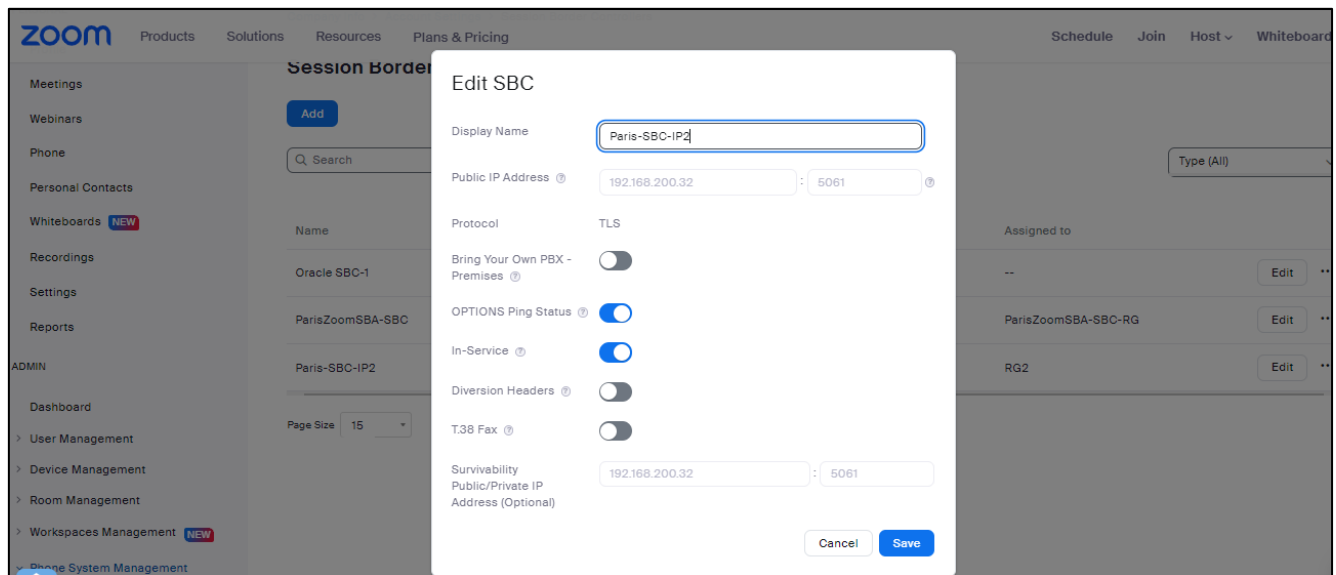 zoom Products Solutions Resources Plans & Pricing Schedule Join Host Whiteboard
Meetings
Webinars
Phone
Personal Contacts
Whiteboards NEW
Recordings
Settings
Reports
ADMIN
Dashboard
User Management
Device Management
Room Management
Workspaces Management NEW
Phone System Management
Session Border
Add
Search
Type (All)
Name Assigned to
Oracle SBC-1 -- Edit
ParisZoomSBA-SBC ParisZoomSBA-SBC-RG Edit
Paris-SBC-IP2 RG2 Edit
Page Size 15
Edit SBC
Display Name Paris-SBC-IP2
Public IP Address 192.168.200.32 : 5061
Protocol TLS
Bring Your Own PBX -
Premises
OPTIONS Ping Status
In-Service
Diversion Headers
T.38 Fax
Survivability
Public/Private IP
Address (Optional)
192.168.200.32 : 5061
Cancel Save